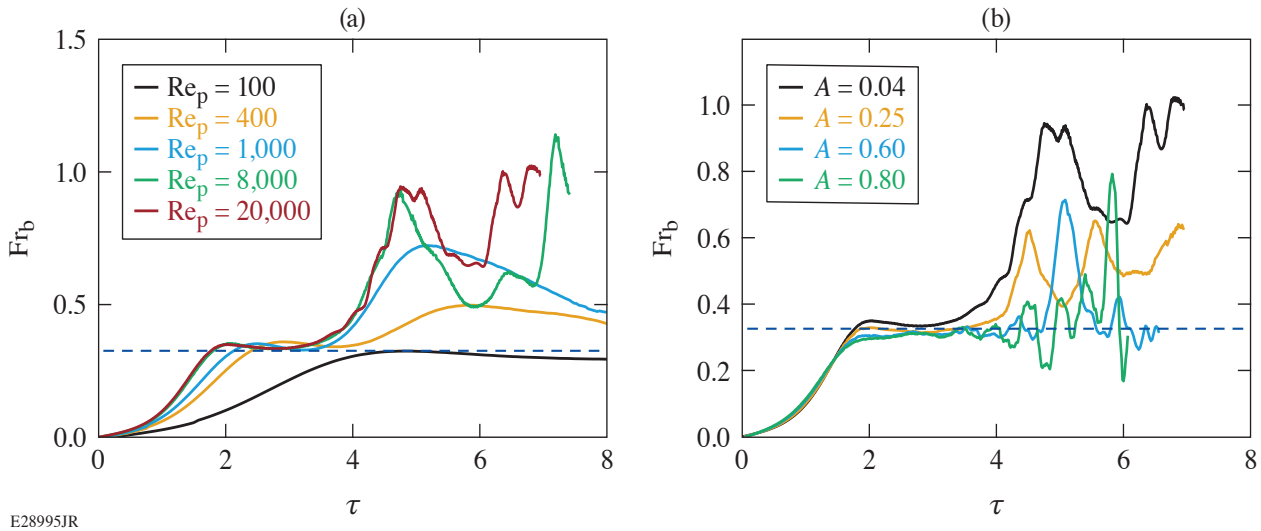 (a)
1.5
1.0
0.5
0.0
Fr_b
Re_p = 100
Re_p = 400
Re_p = 1,000
Re_p = 8,000
Re_p = 20,000
0 2 4 6 8
τ
(b)
1.0
0.8
0.6
0.4
0.2
0.0
Fr_b
A = 0.04
A = 0.25
A = 0.60
A = 0.80
0 2 4 6 8
τ
E28995JR